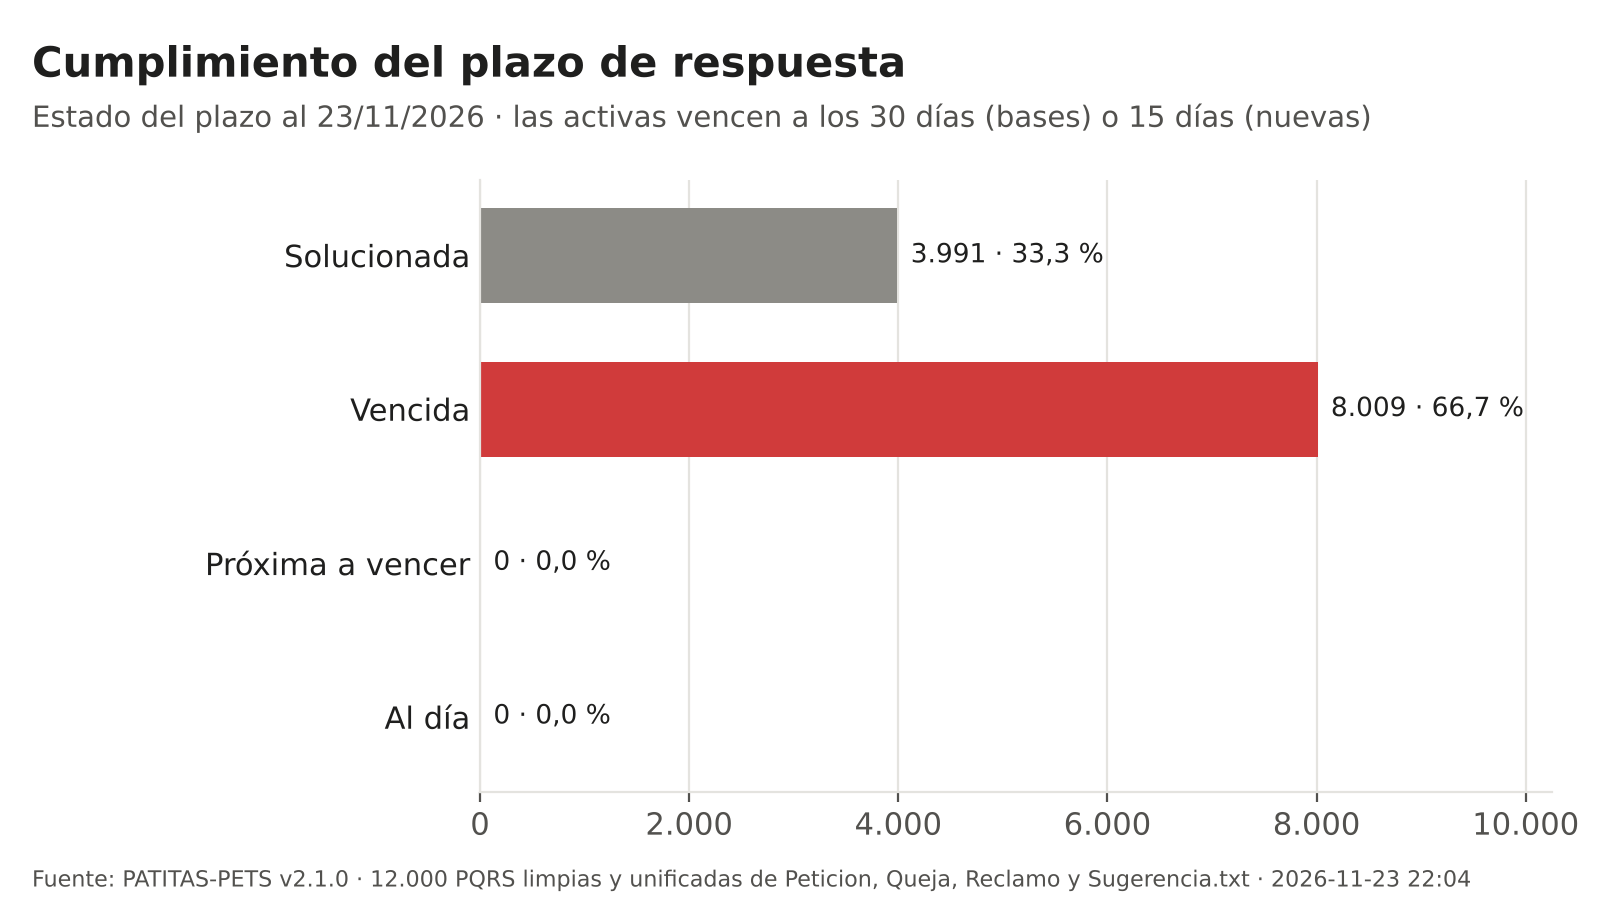 Cumplimiento del plazo de respuesta
Estado del plazo al 23/11/2026 · las activas vencen a los 30 días (bases) o 15 días (nuevas)
Solucionada 3.991 · 33,3 %
Vencida 8.009 · 66,7 %
Próxima a vencer 0 · 0,0 %
Al día 0 · 0,0 %
0 2.000 4.000 6.000 8.000 10.000
Fuente: PATITAS-PETS v2.1.0 · 12.000 PQRS limpias y unificadas de Peticion, Queja, Reclamo y Sugerencia.txt · 2026-11-23 22:04